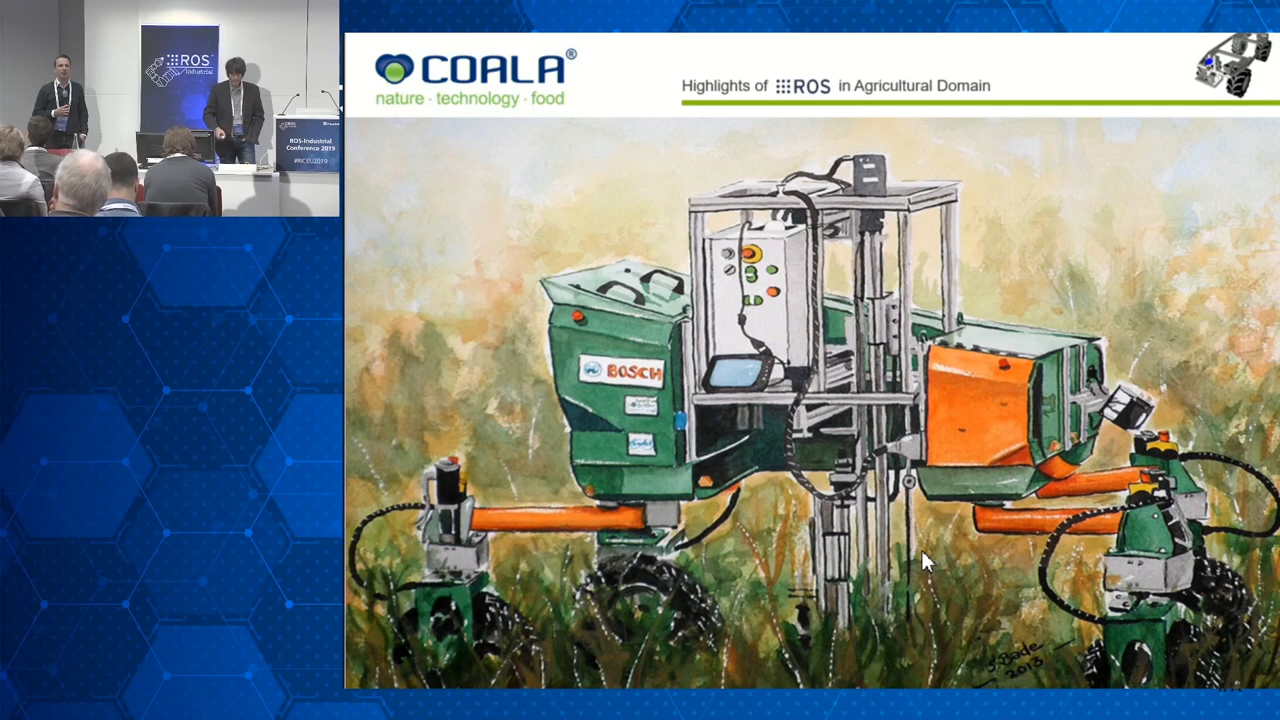 ROS
Industrial
ROS-Industrial
Conference 2019
#RICEU2019
COALA®
nature · technology · food
Highlights of ROS in Agricultural Domain
BOSCH
J. Bade
2013